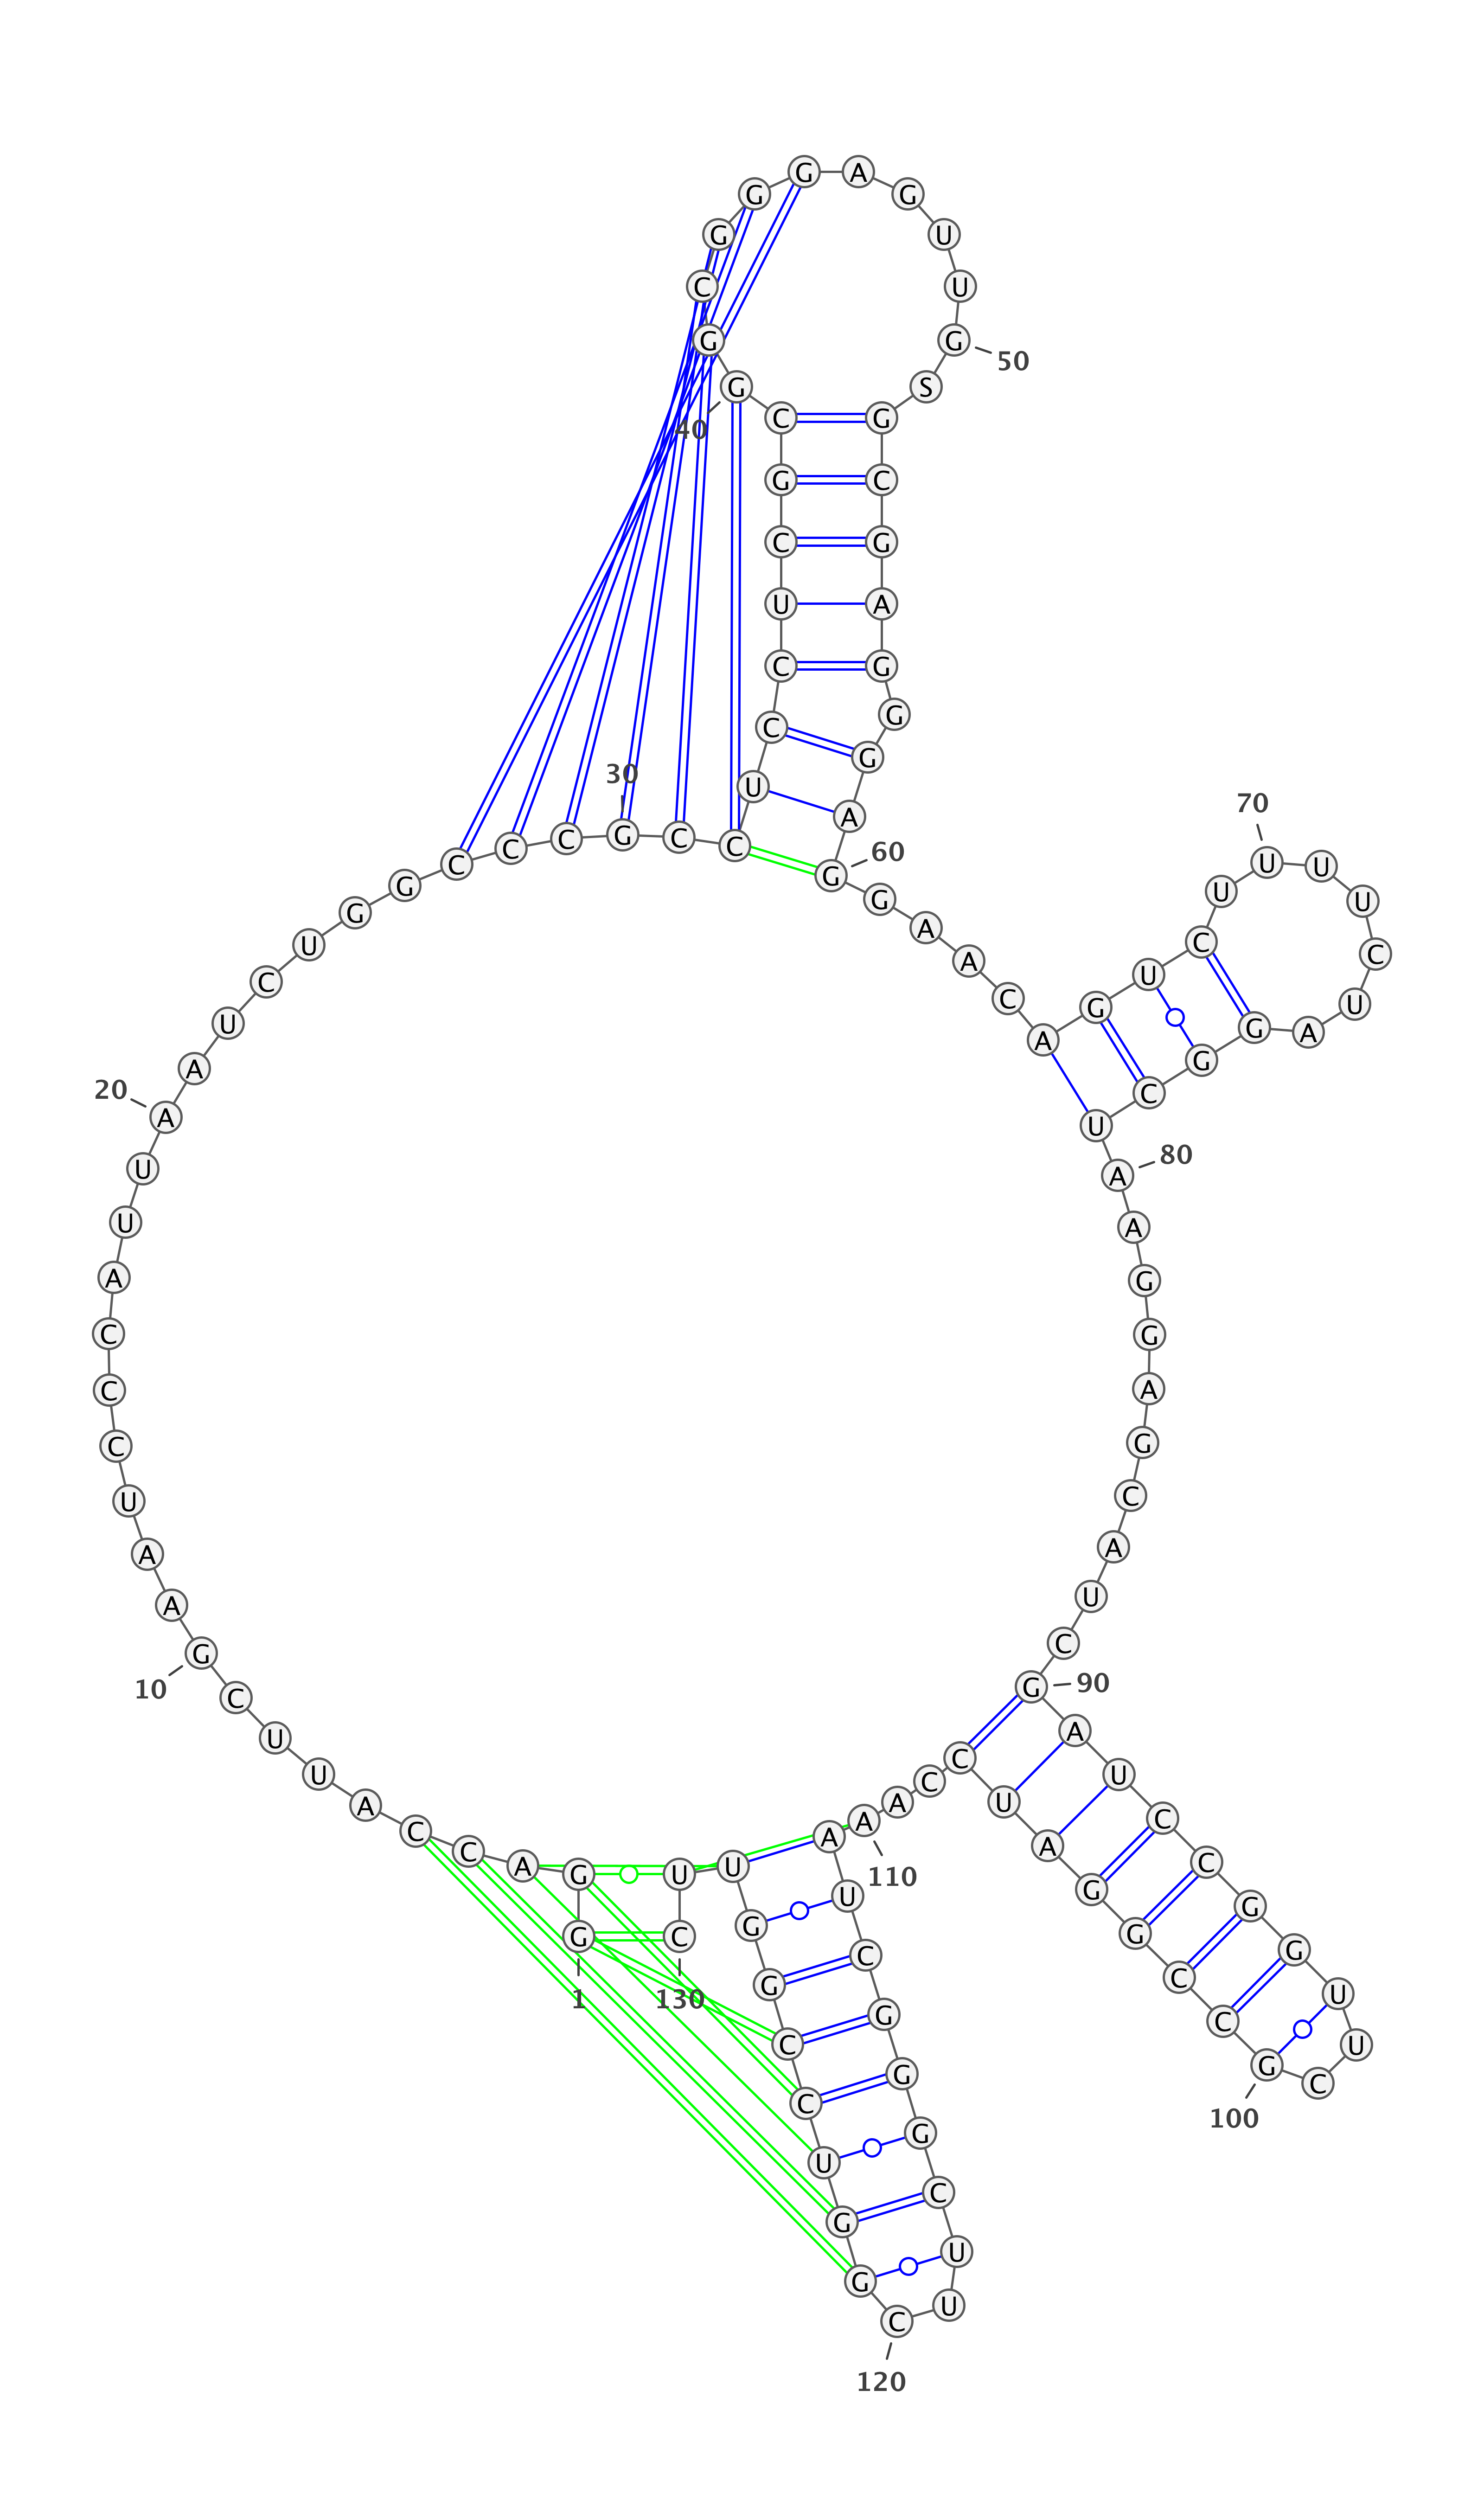 1
G G A C C A U U C G
10
A A U C C C A U U A
20
A U C U G G C C C G
30
C C U C C U C G C G
40
G C G G G A G U U G
50
S G C G A G G G A G
60
G A A C A G U C U U
70
U U C U A G G C U A
80
A G G A G C A U C G
90
A U C C G G U U C G
100
C C G G A U C C A A
110
A U C G G G C U U C
120
G G U C C G G U U C
130